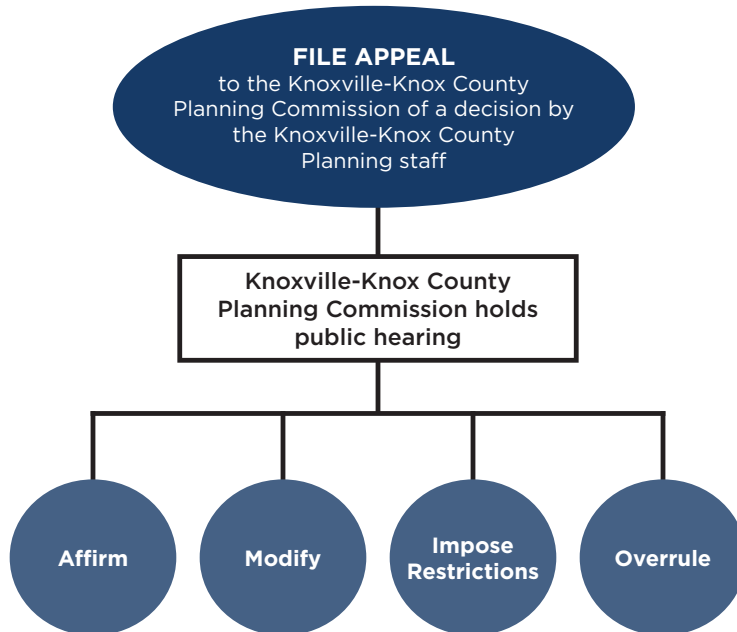 FILE APPEAL
to the Knoxville-Knox County
Planning Commission of a decision by
the Knoxville-Knox County
Planning staff
Knoxville-Knox County
Planning Commission holds
public hearing
Affirm
Modify
Impose
Restrictions
Overrule